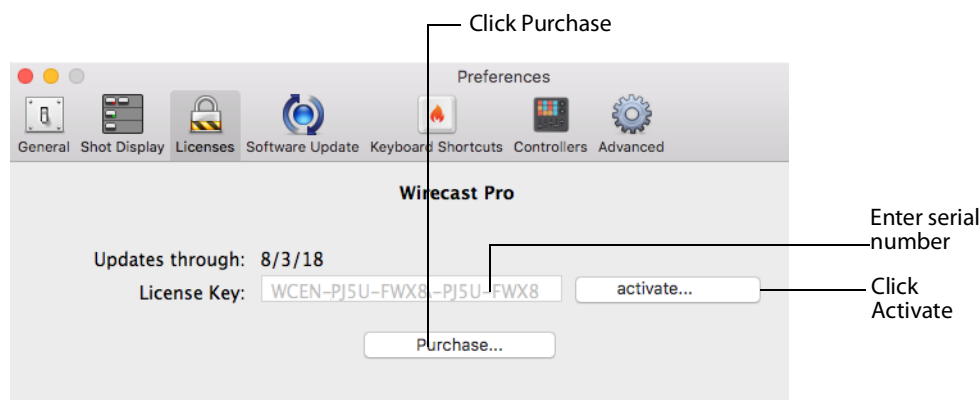 Click Purchase
Preferences
General Shot Display Licenses Software Update Keyboard Shortcuts Controllers Advanced
Wirecast Pro
Enter serial
number
Updates through: 8/3/18
License Key: WCEN-PJ5U-FWX8-PJ5U-FWX8 activate...
Click
Activate
Purchase...